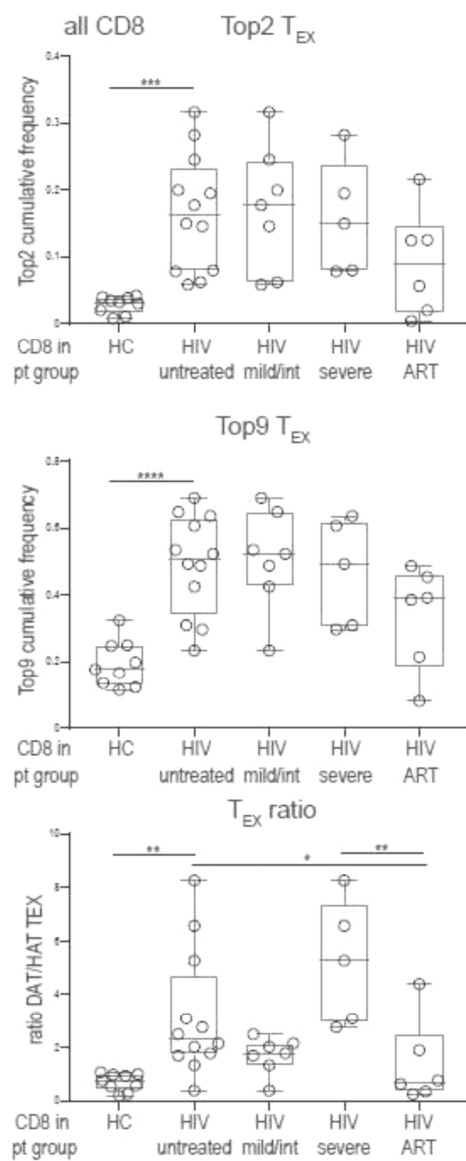 all CD8 Top2 TEX
***
Top2 cumulative frequency
0.4
0.3
0.2
0.1
0
CD8 in pt group
HC
HIV untreated
HIV mild/int
HIV severe
HIV ART
Top9 TEX
****
Top9 cumulative frequency
0.8
0.6
0.4
0.2
0
CD8 in pt group
HC
HIV untreated
HIV mild/int
HIV severe
HIV ART
TEX ratio
** * **
ratio DAT/HAT TEX
10
8
6
4
2
0
CD8 in pt group
HC
HIV untreated
HIV mild/int
HIV severe
HIV ART